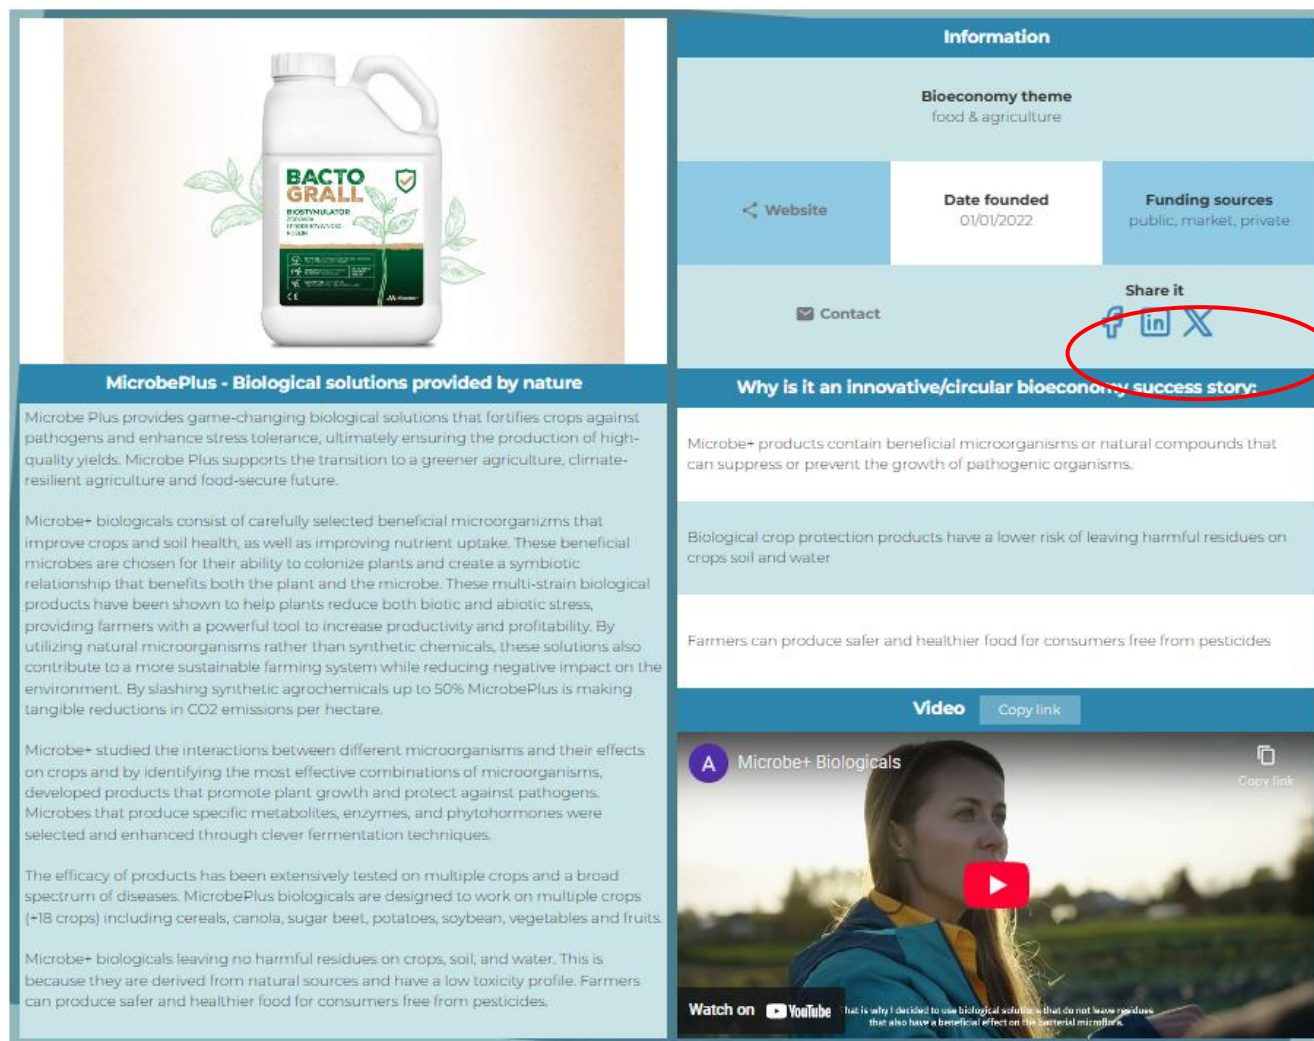 BACTO
GRALL
BIOSTYMULATOR
CE
MicrobePlus - Biological solutions provided by nature
Microbe Plus provides game-changing biological solutions that fortifies crops against
pathogens and enhance stress tolerance, ultimately ensuring the production of high-
quality yields. Microbe Plus supports the transition to a greener agriculture, climate-
resilient agriculture and food-secure future.
Microbe+ biologicals consist of carefully selected beneficial microorganizms that
improve crops and soil health, as well as improving nutrient uptake. These beneficial
microbes are chosen for their ability to colonize plants and create a symbiotic
relationship that benefits both the plant and the microbe. These multi-strain biological
products have been shown to help plants reduce both biotic and abiotic stress,
providing farmers with a powerful tool to increase productivity and profitability. By
utilizing natural microorganisms rather than synthetic chemicals, these solutions also
contribute to a more sustainable farming system while reducing negative impact on the
environment. By slashing synthetic agrochemicals up to 50% MicrobePlus is making
tangible reductions in CO2 emissions per hectare.
Microbe+ studied the interactions between different microorganisms and their effects
on crops and by identifying the most effective combinations of microorganisms,
developed products that promote plant growth and protect against pathogens.
Microbes that produce specific metabolites, enzymes, and phytohormones were
selected and enhanced through clever fermentation techniques.
The efficacy of products has been extensively tested on multiple crops and a broad
spectrum of diseases. MicrobePlus biologicals are designed to work on multiple crops
(+18 crops) including cereals, canola, sugar beet, potatoes, soybean, vegetables and fruits.
Microbe+ biologicals leaving no harmful residues on crops, soil, and water. This is
because they are derived from natural sources and have a low toxicity profile. Farmers
can produce safer and healthier food for consumers free from pesticides.
Information
Bioeconomy theme
food & agriculture
Website
Date founded
01/01/2022
Funding sources
public, market, private
Contact
Share it
Why is it an innovative/circular bioeconomy success story:
Microbe+ products contain beneficial microorganisms or natural compounds that
can suppress or prevent the growth of pathogenic organisms.
Biological crop protection products have a lower risk of leaving harmful residues on
crops soil and water
Farmers can produce safer and healthier food for consumers free from pesticides
Video Copy link
A Microbe+ Biologicals
Copy link
Watch on YouTube
That is why I decided to use biological solutions that do not leave residues
that also have a beneficial effect on the bacterial microflora.